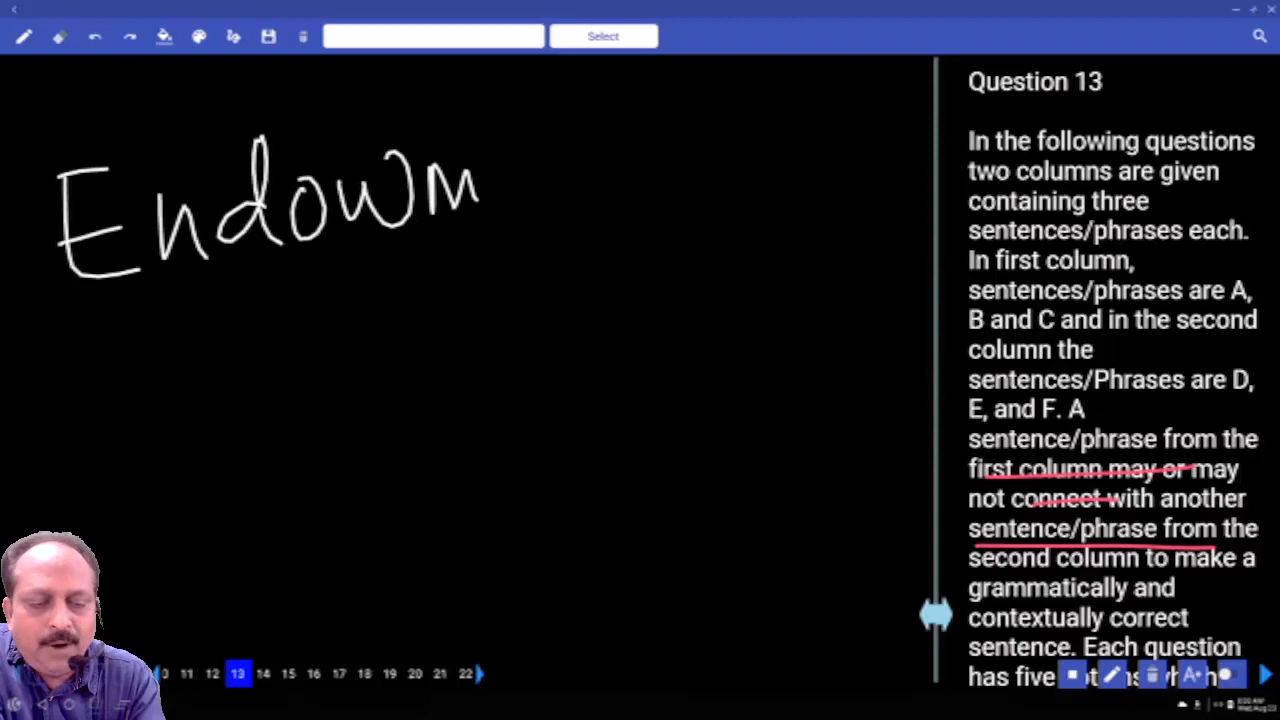 Select
Question 13
In the following questions
two columns are given
containing three
sentences/phrases each.
In first column,
sentences/phrases are A,
B and C and in the second
column the
sentences/Phrases are D,
E, and F. A
sentence/phrase from the
first column may or may
not connect with another
sentence/phrase from the
second column to make a
grammatically and
contextually correct
sentence. Each question
has five
Endowm
0 11 12 13 14 15 16 17 18 19 20 21 22
A+